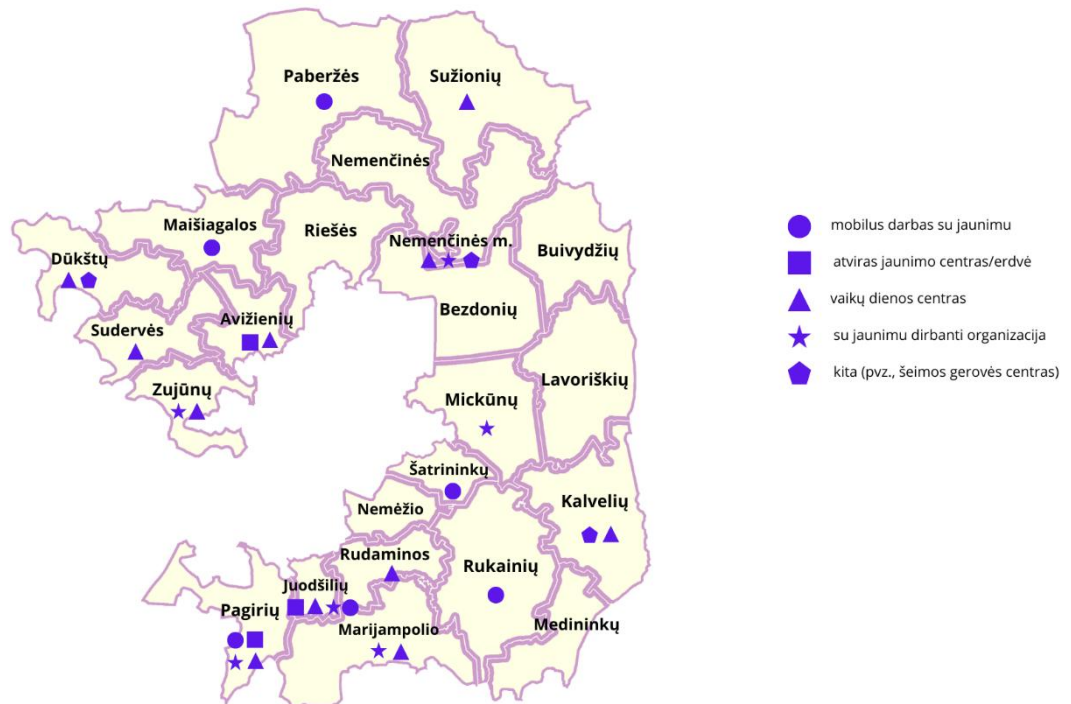 Paberžės
Sužionių
Nemenčinės
Maišiagalos
Riešės
Nemenčinės m.
Buivydžių
Dūkštų
Bezdonių
Avižienių
Sudervės
Zujūnų
Lavoriškių
Mickūnų
Šatrininkų
Kalvelių
Nemėžio
Rudaminos
Rukainių
Juodšilių
Pagirių
Marijampolio
Medininkų
mobilus darbas su jaunimu
atviras jaunimo centras/erdvė
vaikų dienos centras
su jaunimu dirbanti organizacija
kita (pvz., šeimos gerovės centras)